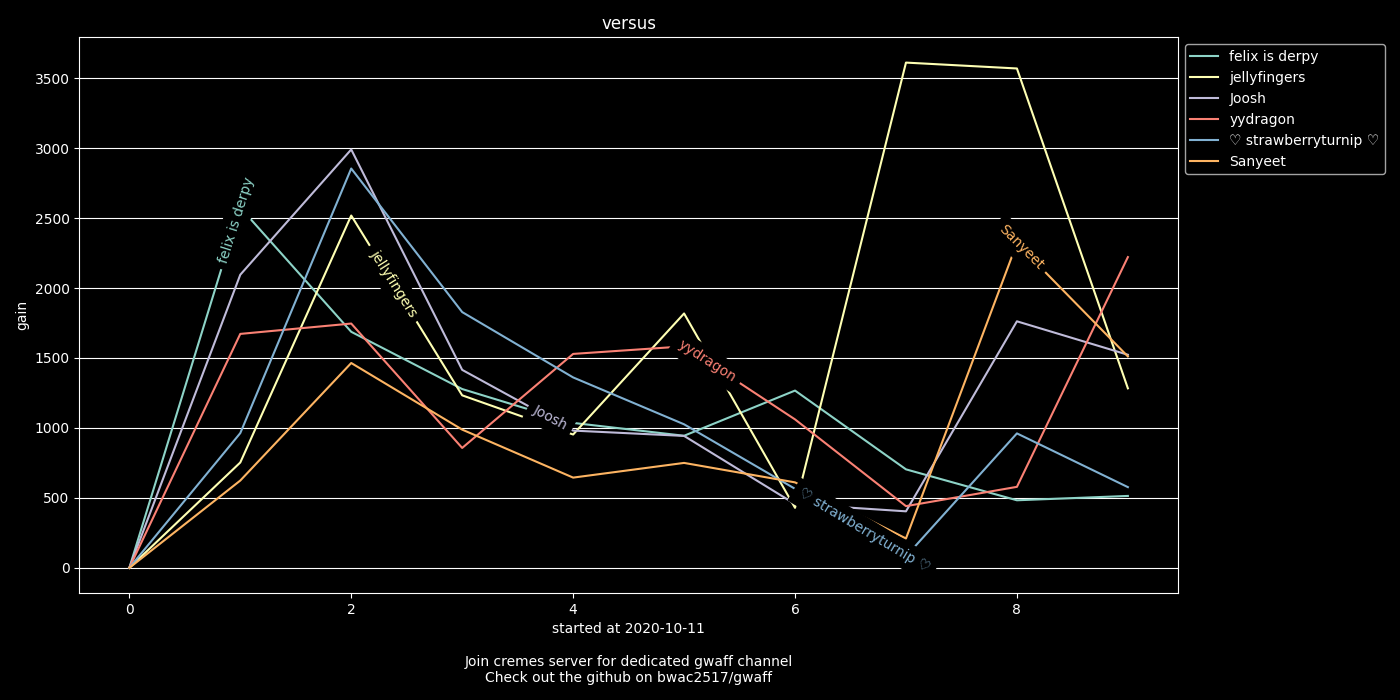 versus
felix is derpy
jellyfingers
Joosh
yydragon
♡ strawberryturnip ♡
Sanyeet
3500
3000
2500
2000
1500
1000
500
0
gain
felix is derpy
jellyfingers
Joosh
yydragon
♡ strawberryturnip ♡
Sanyeet
0 2 4 6 8
started at 2020-10-11
Join cremes server for dedicated gwaff channel
Check out the github on bwac2517/gwaff